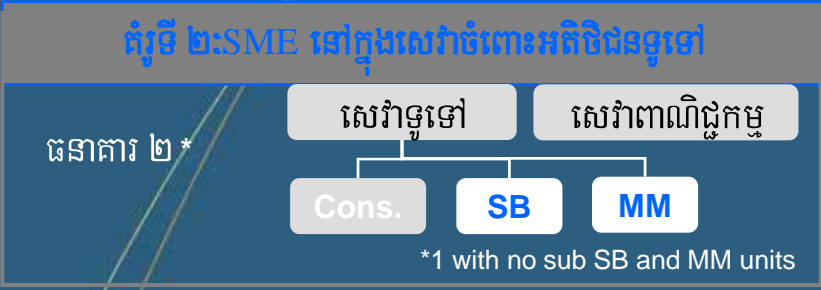 គំរូទី ២:SME នៅក្នុងសេវាចំពោះអតិថិជនទូទៅ
សេវាទូទៅ សេវាពាណិជ្ជកម្ម
ធនាគារ ២*
Cons. SB MM
*1 with no sub SB and MM units